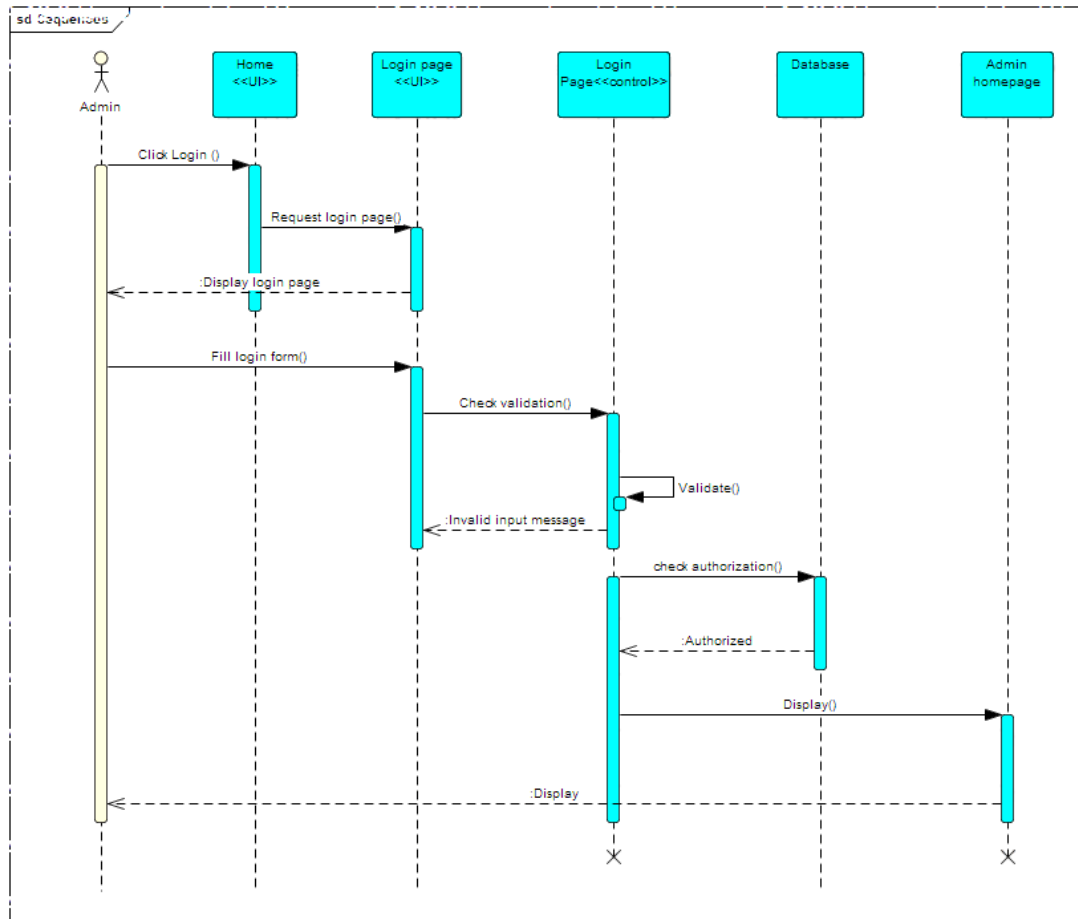 sd Sequences
Home
<<UI>>
Login page
<<UI>>
Login
Page<<control>>
Database
Admin
homepage
Admin
Click Login ()
Request login page()
:Display login page
Fill login form()
Check validation()
Validate()
:Invalid input message
check authorization()
:Authorized
Display()
:Display